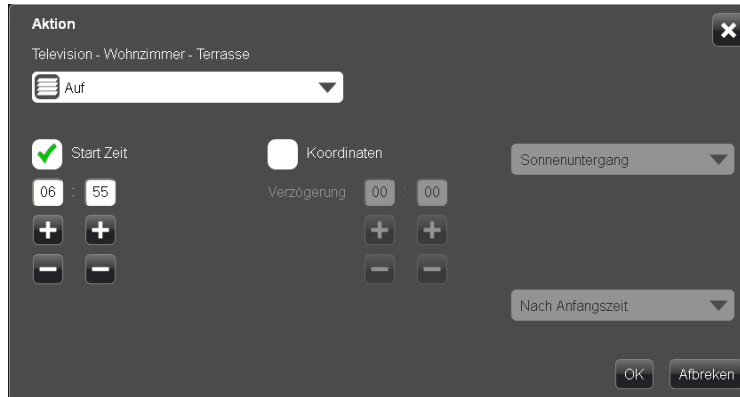 Aktion
Television - Wohnzimmer - Terrasse
Auf
Start Zeit
Koordinaten
Sonnenuntergang
06 : 55
Verzögerung 00 : 00
Nach Anfangszeit
OK Afbreken